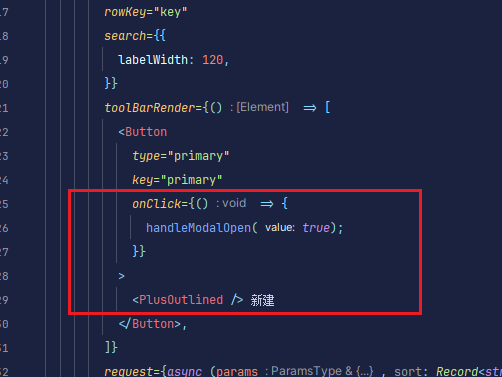 17 rowKey="key"
18 search={{
19 labelWidth: 120,
20 }}
21 toolBarRender={() : [Element] => [
22 <Button
23 type="primary"
24 key="primary"
25 onClick={() : void => {
26 handleModalOpen( value: true);
27 }}
28 >
29 <PlusOutlined /> 新建
30 </Button>,
31 ]}
32 request={async (params : ParamsType & {...} , sort: Record<st